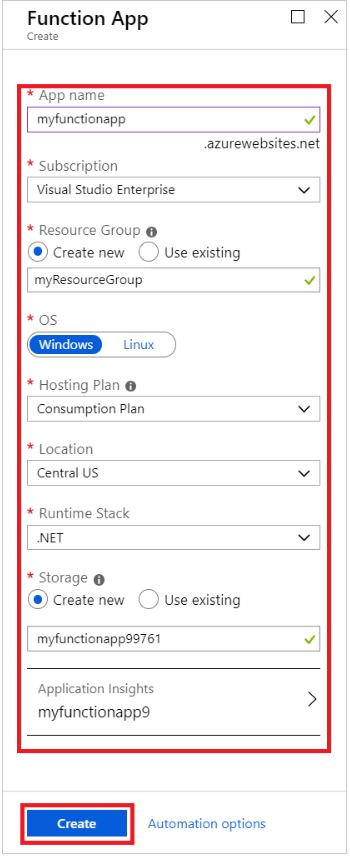 Function App
Create
* App name
myfunctionapp
.azurewebsites.net
* Subscription
Visual Studio Enterprise
* Resource Group
Create new Use existing
myResourceGroup
* OS
Windows Linux
* Hosting Plan
Consumption Plan
* Location
Central US
* Runtime Stack
.NET
* Storage
Create new Use existing
myfunctionapp99761
Application Insights
myfunctionapp9
Create Automation options